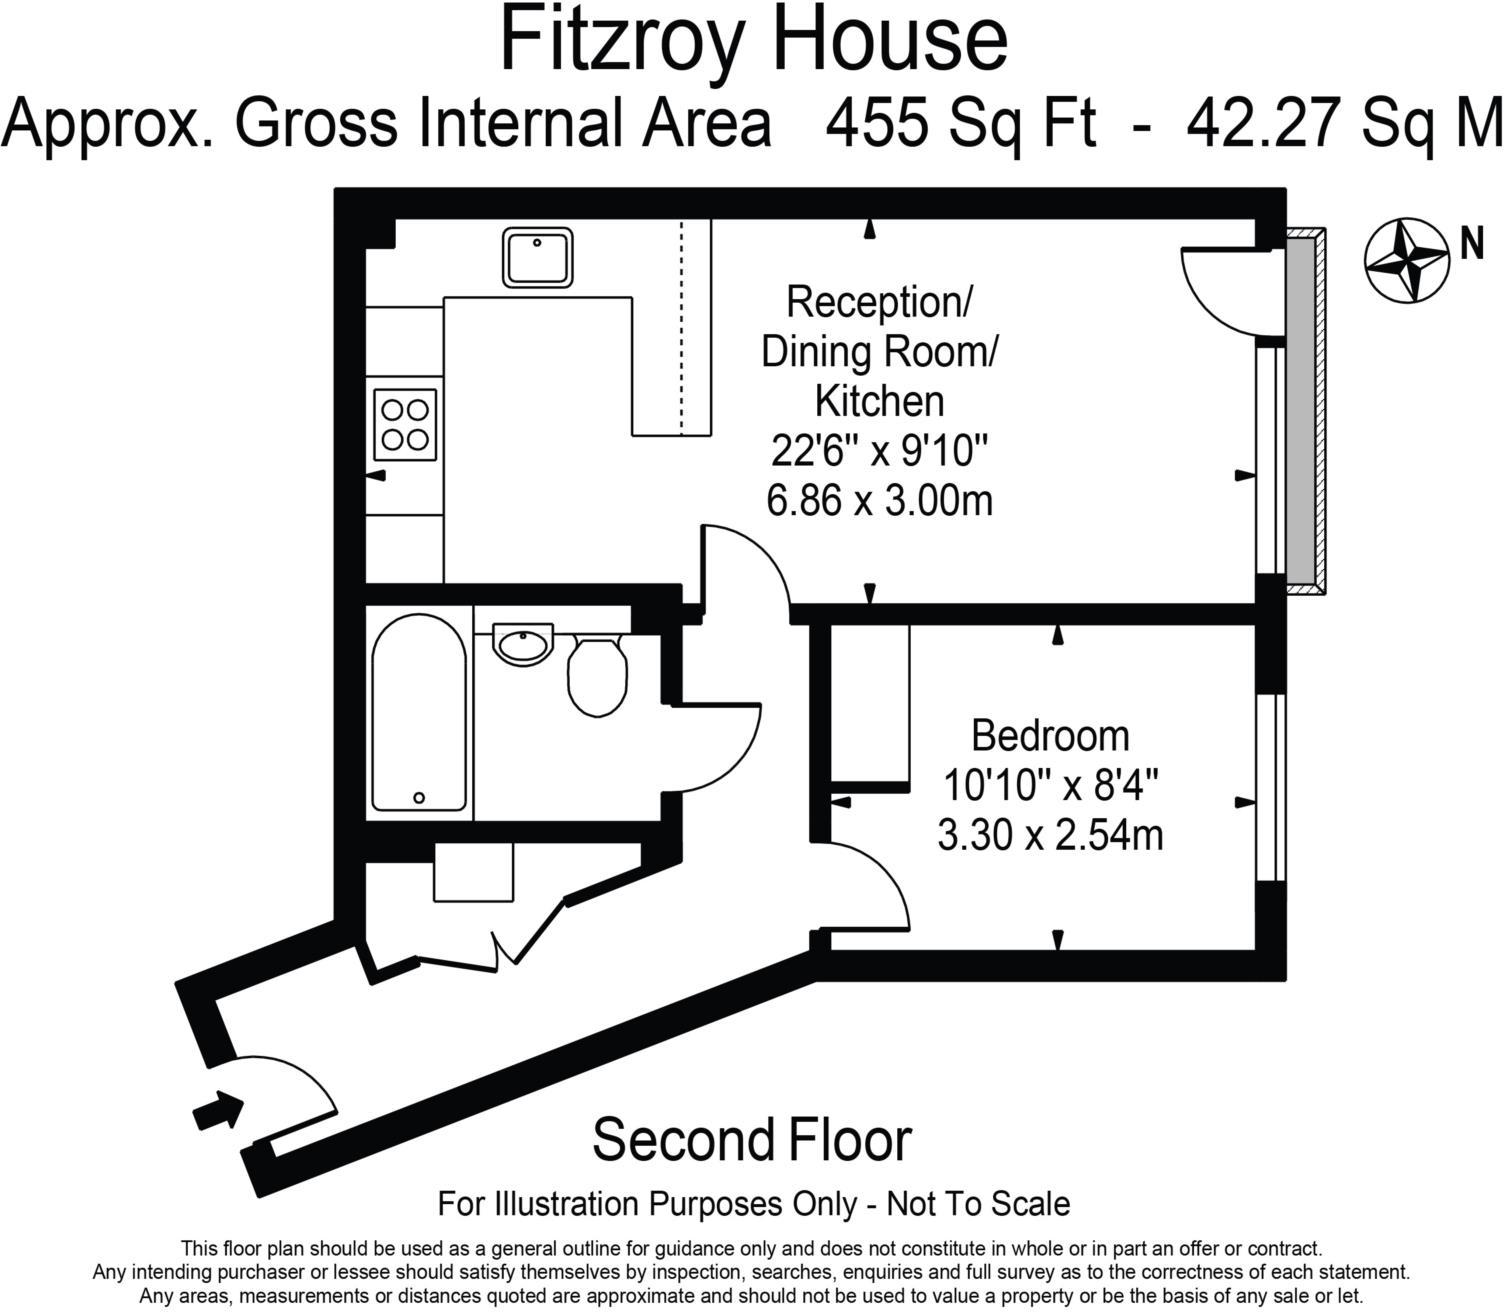 Fitzroy House
Approx. Gross Internal Area 455 Sq Ft - 42.27 Sq M
N
Reception/
Dining Room/
Kitchen
22'6" x 9'10"
6.86 x 3.00m
Bedroom
10'10" x 8'4"
3.30 x 2.54m
Second Floor
For Illustration Purposes Only - Not To Scale
This floor plan should be used as a general outline for guidance only and does not constitute in whole or in part an offer or contract.
Any intending purchaser or lessee should satisfy themselves by inspection, searches, enquiries and full survey as to the correctness of each statement.
Any areas, measurements or distances quoted are approximate and should not be used to value a property or be the basis of any sale or let.